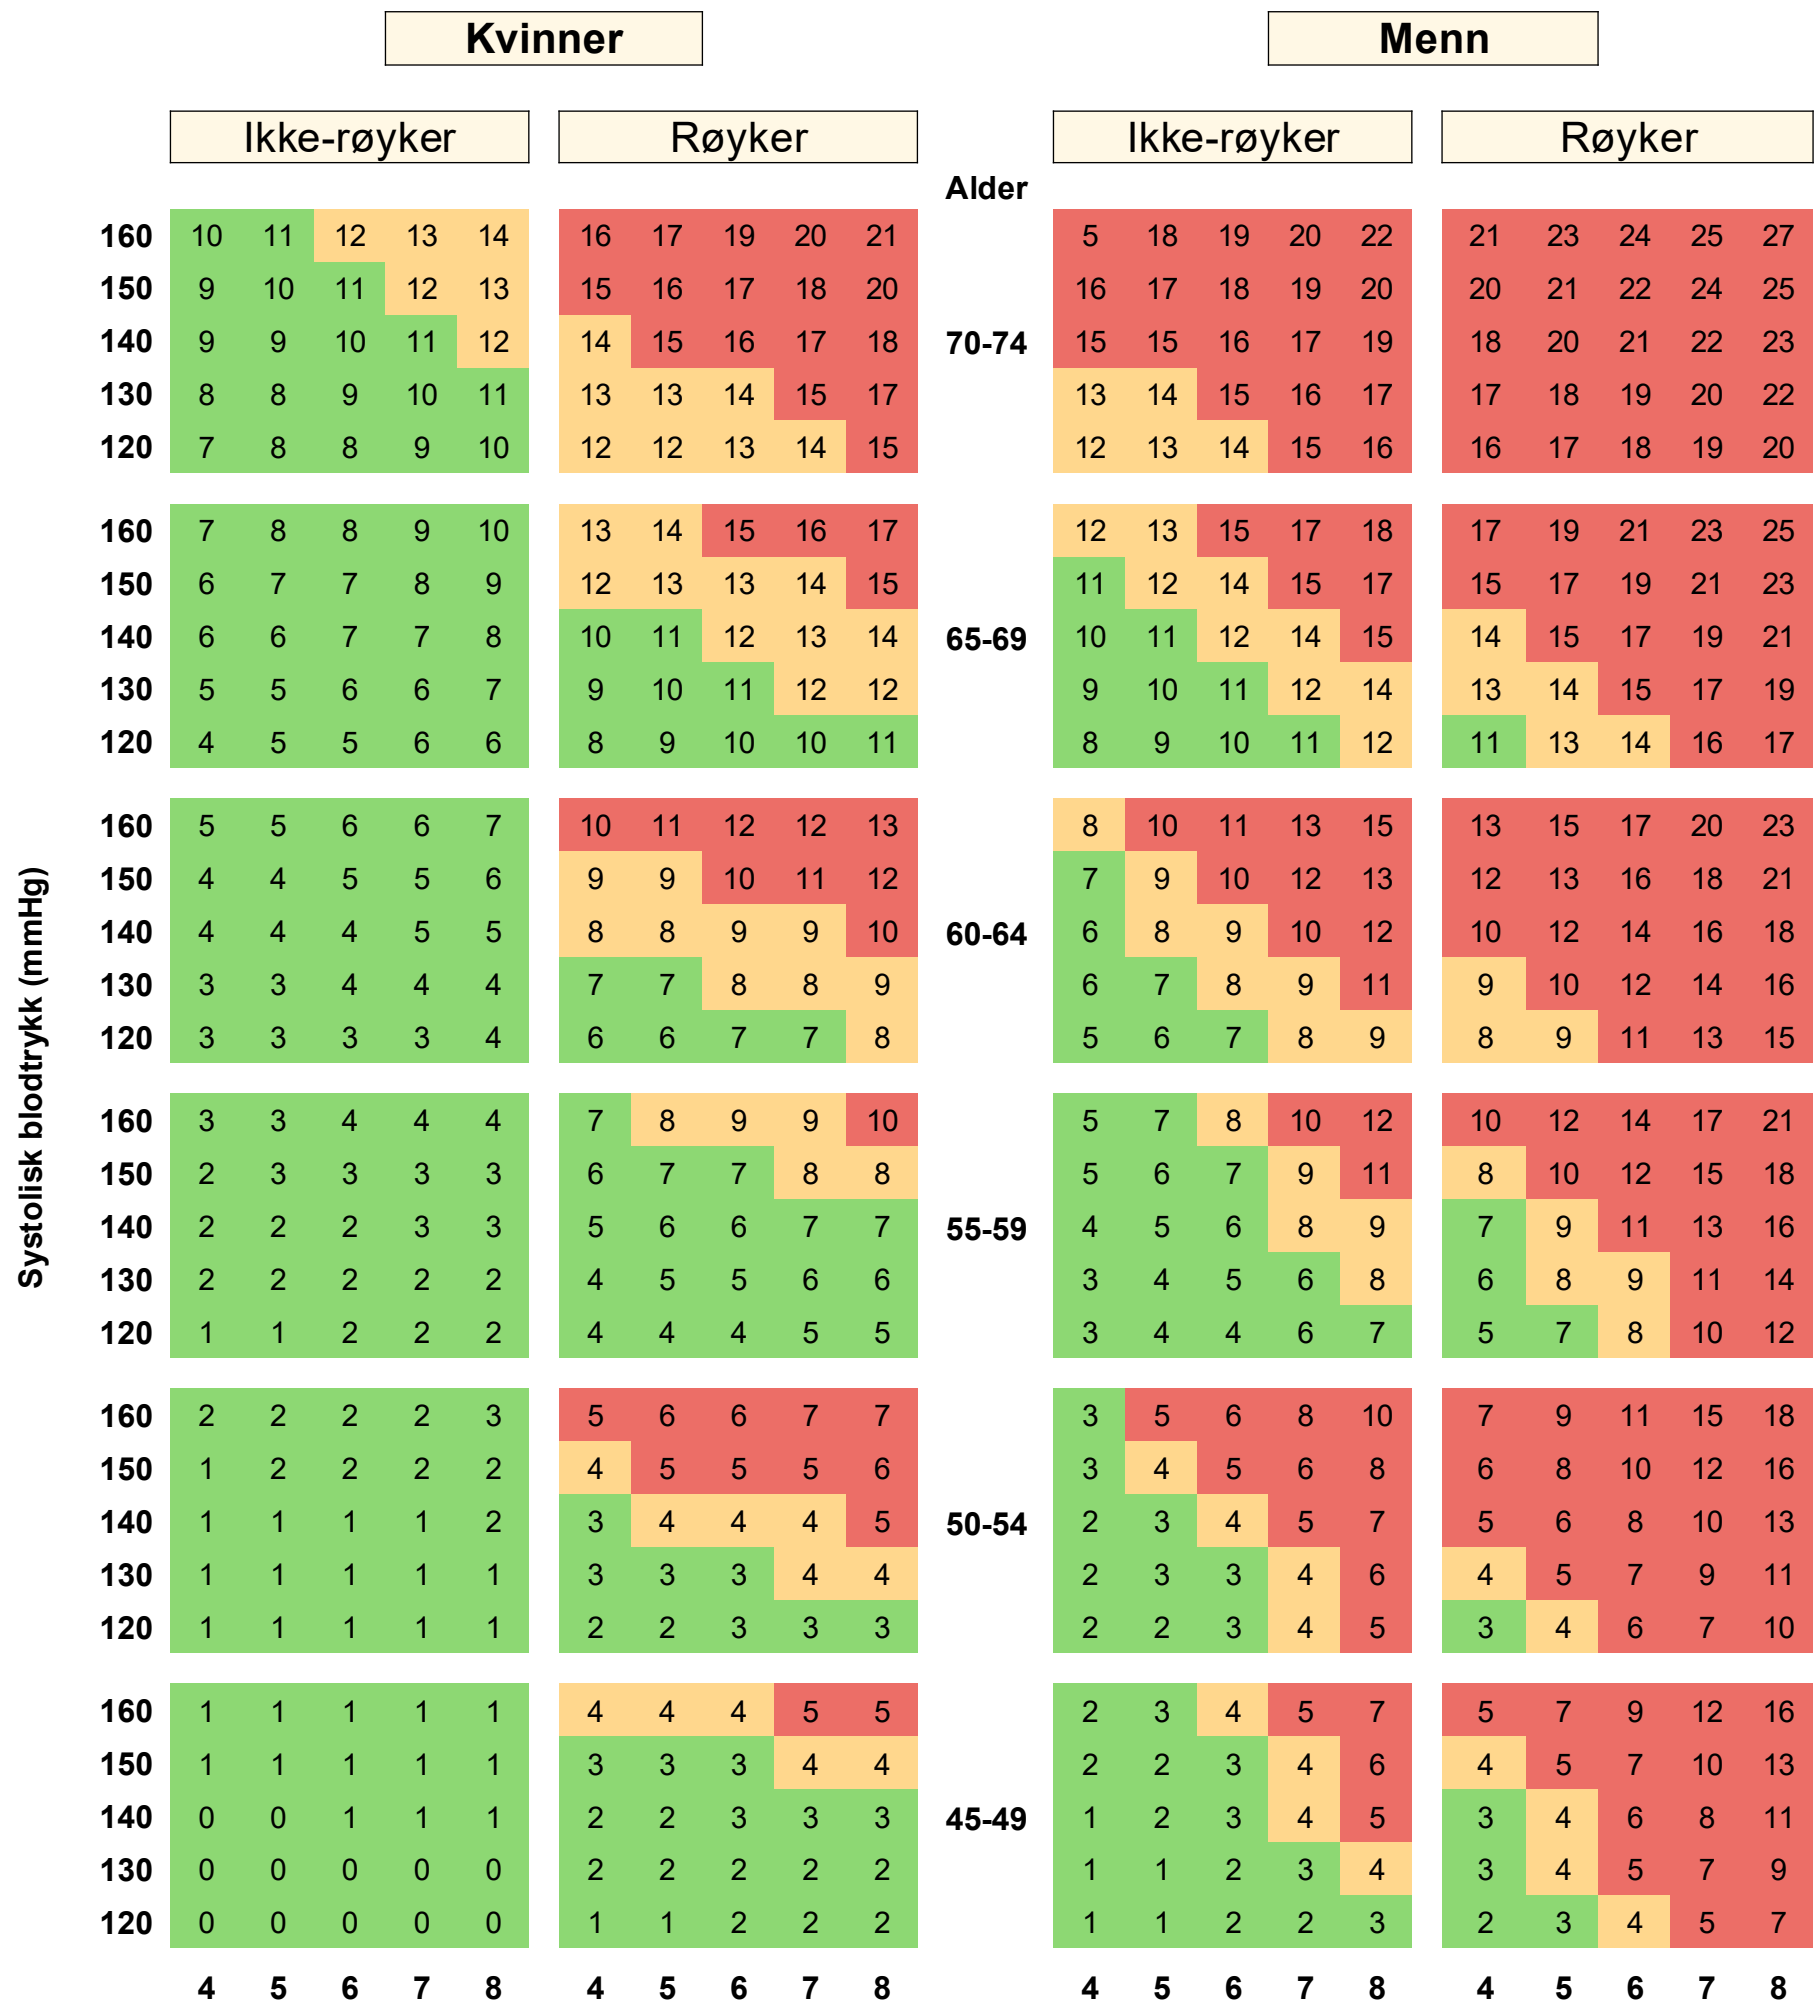 Kvinner Menn
Ikke-røyker Røyker Ikke-røyker Røyker
Alder
160 10 11 12 13 14 16 17 19 20 21 5 18 19 20 22 21 23 24 25 27
150 9 10 11 12 13 15 16 17 18 20 16 17 18 19 20 20 21 22 24 25
140 9 9 10 11 12 14 15 16 17 18 70-74 15 15 16 17 19 18 20 21 22 23
130 8 8 9 10 11 13 13 14 15 17 13 14 15 16 17 17 18 19 20 22
120 7 8 8 9 10 12 12 13 14 15 12 13 14 15 16 16 17 18 19 20
160 7 8 8 9 10 13 14 15 16 17 12 13 15 17 18 17 19 21 23 25
150 6 7 7 8 9 12 13 13 14 15 11 12 14 15 17 15 17 19 21 23
140 6 6 7 7 8 10 11 12 13 14 65-69 10 11 12 14 15 14 15 17 19 21
130 5 5 6 6 7 9 10 11 12 12 9 10 11 12 14 13 14 15 17 19
120 4 5 5 6 6 8 9 10 10 11 8 9 10 11 12 11 13 14 16 17
Systolisk blodtrykk (mmHg)
160 5 5 6 6 7 10 11 12 12 13 8 10 11 13 15 13 15 17 20 23
150 4 4 5 5 6 9 9 10 11 12 7 9 10 12 13 12 13 16 18 21
140 4 4 4 5 5 8 8 9 9 10 60-64 6 8 9 10 12 10 12 14 16 18
130 3 3 4 4 4 7 7 8 8 9 6 7 8 9 11 9 10 12 14 16
120 3 3 3 3 4 6 6 7 7 8 5 6 7 8 9 8 9 11 13 15
160 3 3 4 4 4 7 8 9 9 10 5 7 8 10 12 10 12 14 17 21
150 2 3 3 3 3 6 7 7 8 8 5 6 7 9 11 8 10 12 15 18
140 2 2 2 3 3 5 6 6 7 7 55-59 4 5 6 8 9 7 9 11 13 16
130 2 2 2 2 2 4 5 5 6 6 3 4 5 6 8 6 8 9 11 14
120 1 1 2 2 2 4 4 4 5 5 3 4 4 6 7 5 7 8 10 12
160 2 2 2 2 3 5 6 6 7 7 3 5 6 8 10 7 9 11 15 18
150 1 2 2 2 2 4 5 5 5 6 3 4 5 6 8 6 8 10 12 16
140 1 1 1 1 2 3 4 4 4 5 50-54 2 3 4 5 7 5 6 8 10 13
130 1 1 1 1 1 3 3 3 4 4 2 3 3 4 6 4 5 7 9 11
120 1 1 1 1 1 2 2 3 3 3 2 2 3 4 5 3 4 6 7 10
160 1 1 1 1 1 4 4 4 5 5 2 3 4 5 7 5 7 9 12 16
150 1 1 1 1 1 3 3 3 4 4 2 2 3 4 6 4 5 7 10 13
140 0 0 1 1 1 2 2 3 3 3 45-49 1 2 3 4 5 3 4 6 8 11
130 0 0 0 0 0 2 2 2 2 2 1 1 2 3 4 3 4 5 7 9
120 0 0 0 0 0 1 1 2 2 2 1 1 2 2 3 2 3 4 5 7
4 5 6 7 8 4 5 6 7 8 4 5 6 7 8 4 5 6 7 8